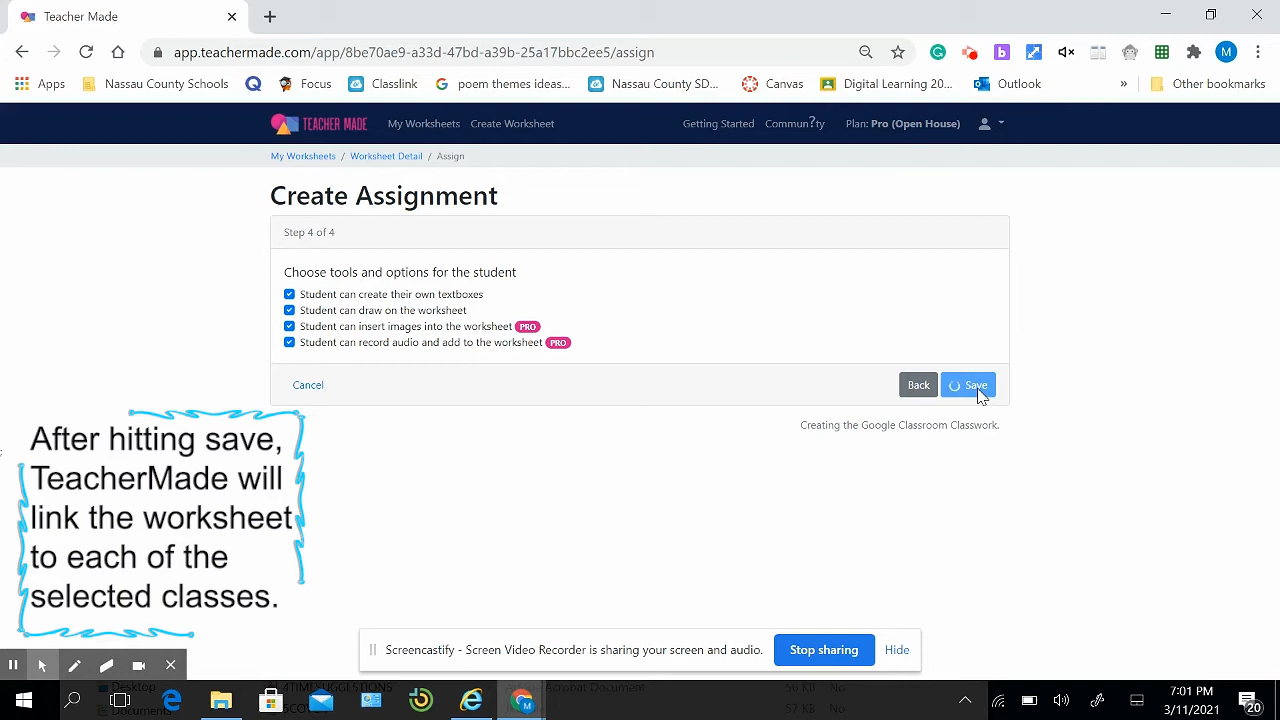 Teacher Made
app.teachermade.com/app/8be70ae9-a33d-47bd-a39b-25a17bbc2ee5/assign
M
Apps Nassau County Schools Focus Classlink poem themes ideas... Nassau County SD... Canvas Digital Learning 20... Outlook » Other bookmarks
TEACHER MADE My Worksheets Create Worksheet Getting Started Commun?ty Plan: Pro (Open House)
My Worksheets / Worksheet Detail / Assign
Create Assignment
Step 4 of 4
Choose tools and options for the student
Student can create their own textboxes
Student can draw on the worksheet
Student can insert images into the worksheet PRO
Student can record audio and add to the worksheet PRO
Cancel Back Save
Creating the Google Classroom Classwork.
After hitting save,
TeacherMade will
link the worksheet
to each of the
selected classes.
Screencastify - Screen Video Recorder is sharing your screen and audio. Stop sharing Hide
Desktop
Documents
7:01 PM
3/11/2021
20